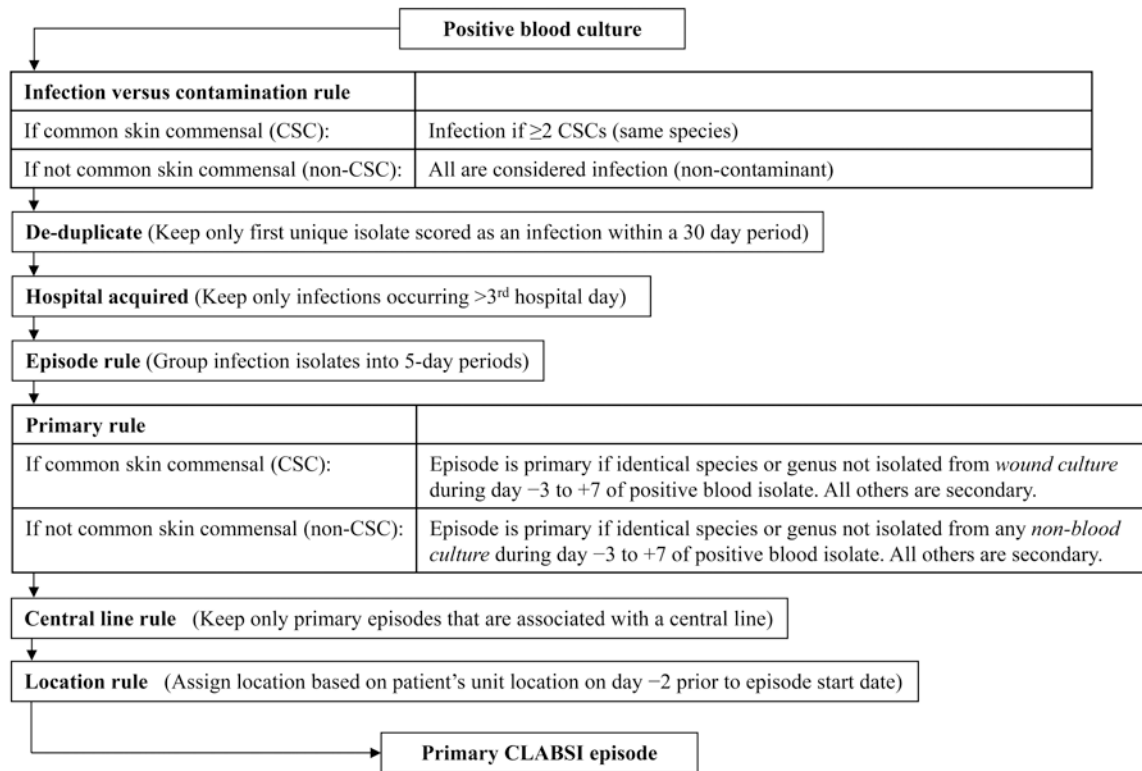 Positive blood culture
Infection versus contamination rule
If common skin commensal (CSC):
Infection if ≥2 CSCs (same species)
If not common skin commensal (non-CSC):
All are considered infection (non-contaminant)
De-duplicate (Keep only first unique isolate scored as an infection within a 30 day period)
Hospital acquired (Keep only infections occurring >3rd hospital day)
Episode rule (Group infection isolates into 5-day periods)
Primary rule
If common skin commensal (CSC):
Episode is primary if identical species or genus not isolated from wound culture
during day −3 to +7 of positive blood isolate. All others are secondary.
If not common skin commensal (non-CSC):
Episode is primary if identical species or genus not isolated from any non-blood
culture during day −3 to +7 of positive blood isolate. All others are secondary.
Central line rule (Keep only primary episodes that are associated with a central line)
Location rule (Assign location based on patient's unit location on day −2 prior to episode start date)
Primary CLABSI episode